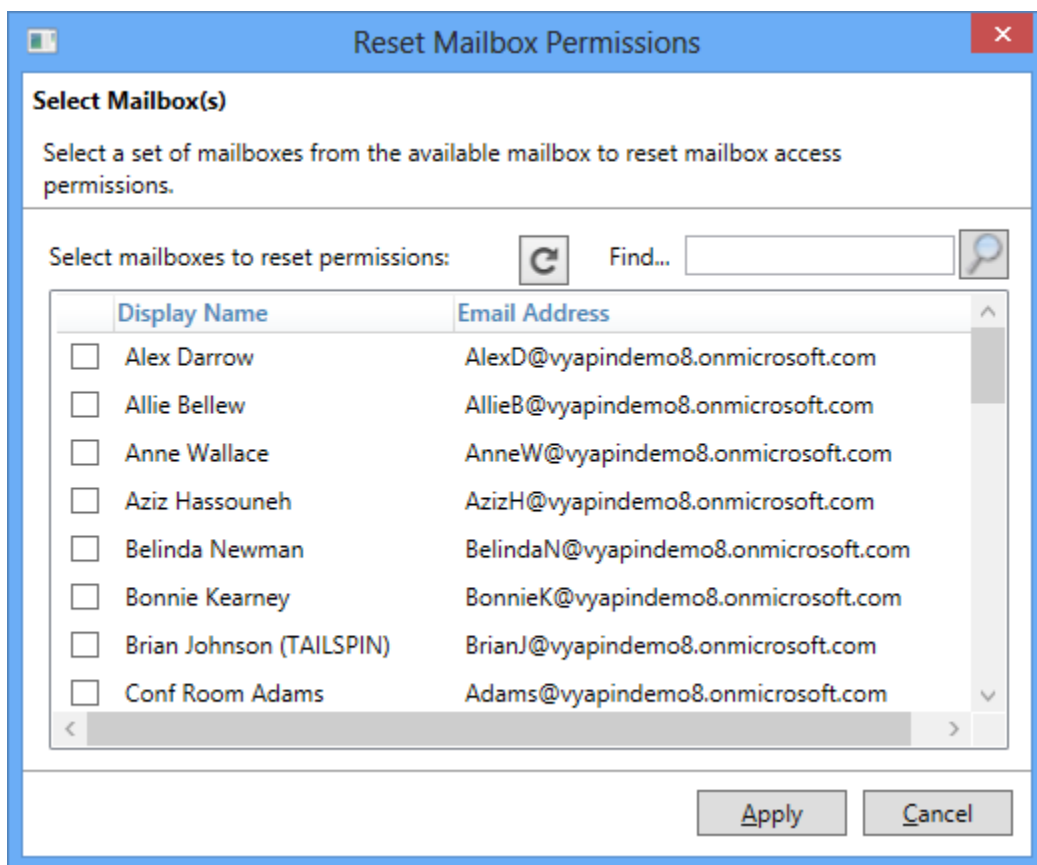 Reset Mailbox Permissions
Select Mailbox(s)
Select a set of mailboxes from the available mailbox to reset mailbox access
permissions.
Select mailboxes to reset permissions: Find...
Display Name Email Address
Alex Darrow AlexD@vyapindemo8.onmicrosoft.com
Allie Bellew AllieB@vyapindemo8.onmicrosoft.com
Anne Wallace AnneW@vyapindemo8.onmicrosoft.com
Aziz Hassouneh AzizH@vyapindemo8.onmicrosoft.com
Belinda Newman BelindaN@vyapindemo8.onmicrosoft.com
Bonnie Kearney BonnieK@vyapindemo8.onmicrosoft.com
Brian Johnson (TAILSPIN) BrianJ@vyapindemo8.onmicrosoft.com
Conf Room Adams Adams@vyapindemo8.onmicrosoft.com
Apply Cancel